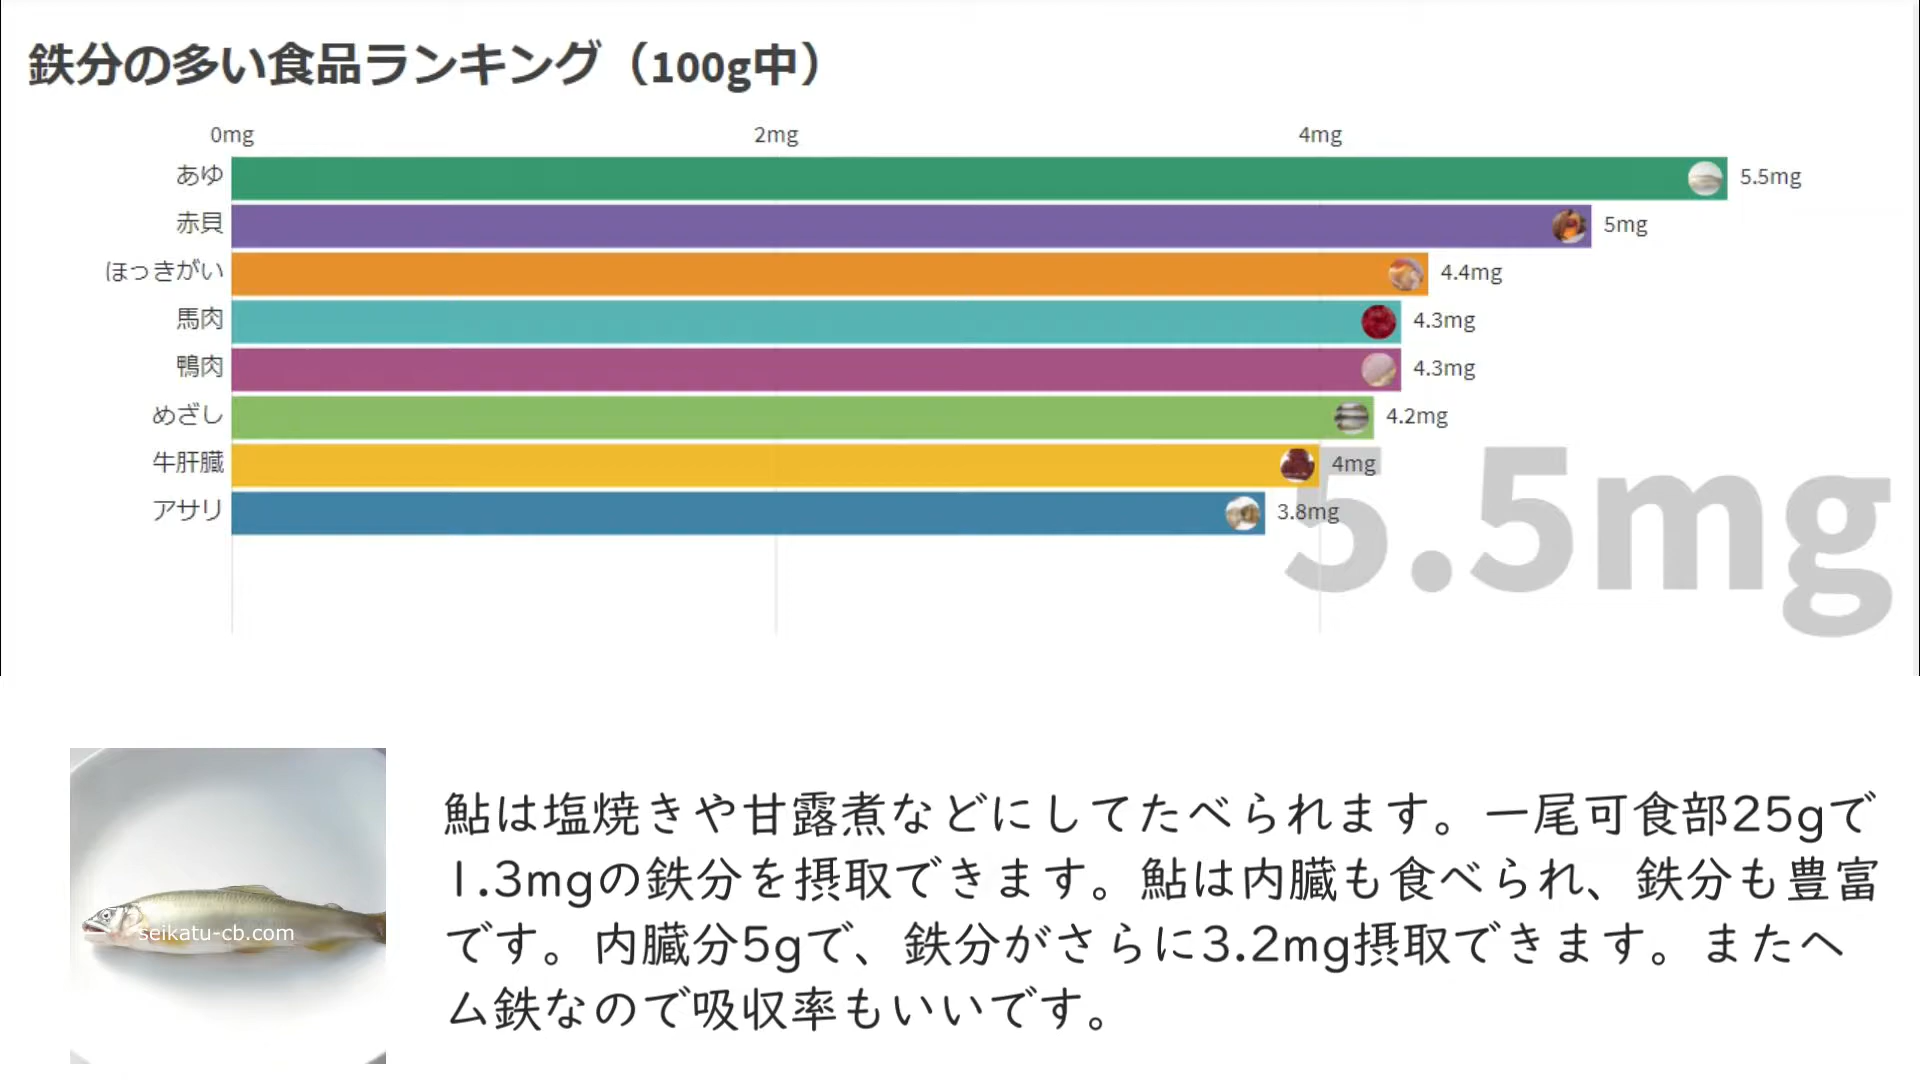 鉄分の多い食品ランキング（100g中）
0mg 2mg 4mg
あゆ 5.5mg
赤貝 5mg
ほっきがい 4.4mg
馬肉 4.3mg
鴨肉 4.3mg
めざし 4.2mg
牛肝臓 4mg
アサリ 3.8mg
5.5mg
鮎は塩焼きや甘露煮などにしてたべられます。一尾可食部25gで
1.3mgの鉄分を摂取できます。鮎は内臓も食べられ、鉄分も豊富
です。内臓分5gで、鉄分がさらに3.2mg摂取できます。またヘ
ム鉄なので吸収率もいいです。
seikatu-cb.com